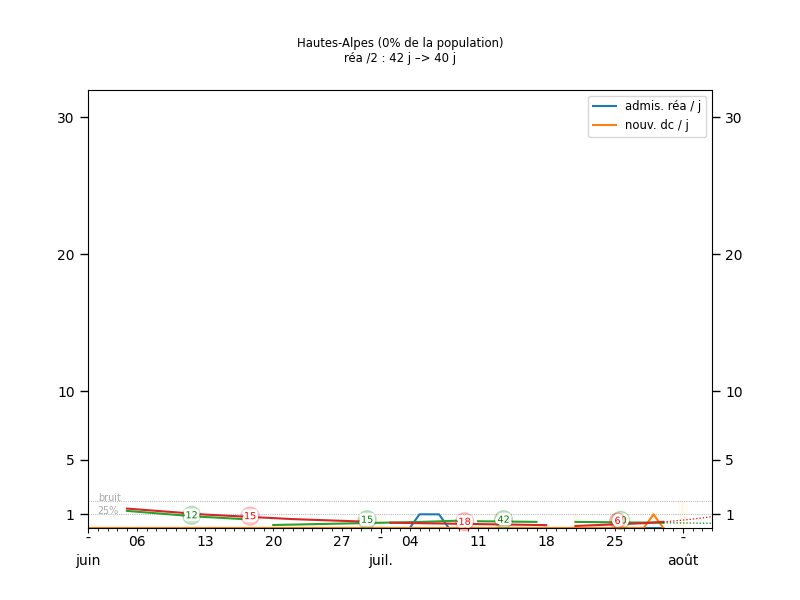 Hautes-Alpes (0% de la population)
réa /2 : 42 j –> 40 j
admis. réa / j
nouv. dc / j
30 30
20 20
10 10
5 5
bruit
25%
1 1
12 15 15 18 42
- 06 13 20 27 - 04 11 18 25 -
juin juil. août